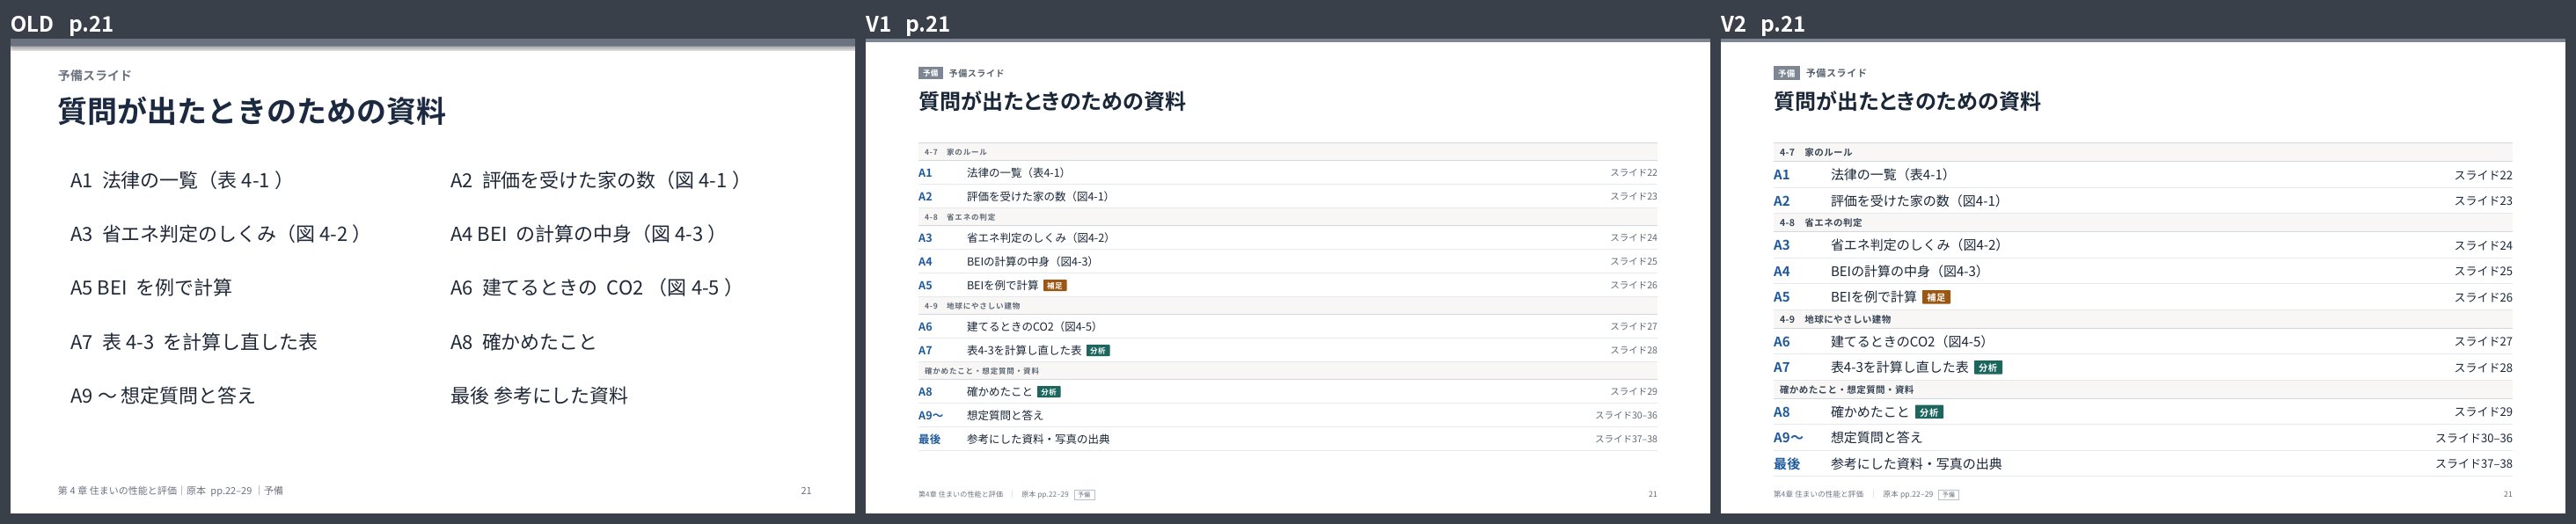 OLD p.21
予備スライド
質問が出たときのための資料
A1 法律の一覧（表 4-1 ）
A2 評価を受けた家の数（図 4-1 ）
A3 省エネ判定のしくみ（図 4-2 ）
A4 BEI の計算の中身（図 4-3 ）
A5 BEI を例で計算
A6 建てるときの CO2 （図 4-5 ）
A7 表 4-3 を計算し直した表
A8 確かめたこと
A9 ～ 想定質問と答え
最後 参考にした資料
第 4 章 住まいの性能と評価｜原本 pp.22–29 ｜予備
21
V1 p.21
予備 予備スライド
質問が出たときのための資料
4-7 家のルール
A1 法律の一覧（表4-1） スライド22
A2 評価を受けた家の数（図4-1） スライド23
4-8 省エネの判定
A3 省エネ判定のしくみ（図4-2） スライド24
A4 BEIの計算の中身（図4-3） スライド25
A5 BEIを例で計算 補足 スライド26
4-9 地球にやさしい建物
A6 建てるときのCO2（図4-5） スライド27
A7 表4-3を計算し直した表 分析 スライド28
確かめたこと・想定質問・資料
A8 確かめたこと 分析 スライド29
A9～ 想定質問と答え スライド30–36
最後 参考にした資料・写真の出典 スライド37–38
第4章 住まいの性能と評価 ｜ 原本 pp.22–29 予備
21
V2 p.21
予備 予備スライド
質問が出たときのための資料
4-7 家のルール
A1 法律の一覧（表4-1） スライド22
A2 評価を受けた家の数（図4-1） スライド23
4-8 省エネの判定
A3 省エネ判定のしくみ（図4-2） スライド24
A4 BEIの計算の中身（図4-3） スライド25
A5 BEIを例で計算 補足 スライド26
4-9 地球にやさしい建物
A6 建てるときのCO2（図4-5） スライド27
A7 表4-3を計算し直した表 分析 スライド28
確かめたこと・想定質問・資料
A8 確かめたこと 分析 スライド29
A9～ 想定質問と答え スライド30–36
最後 参考にした資料・写真の出典 スライド37–38
第4章 住まいの性能と評価 ｜ 原本 pp.22–29 予備
21